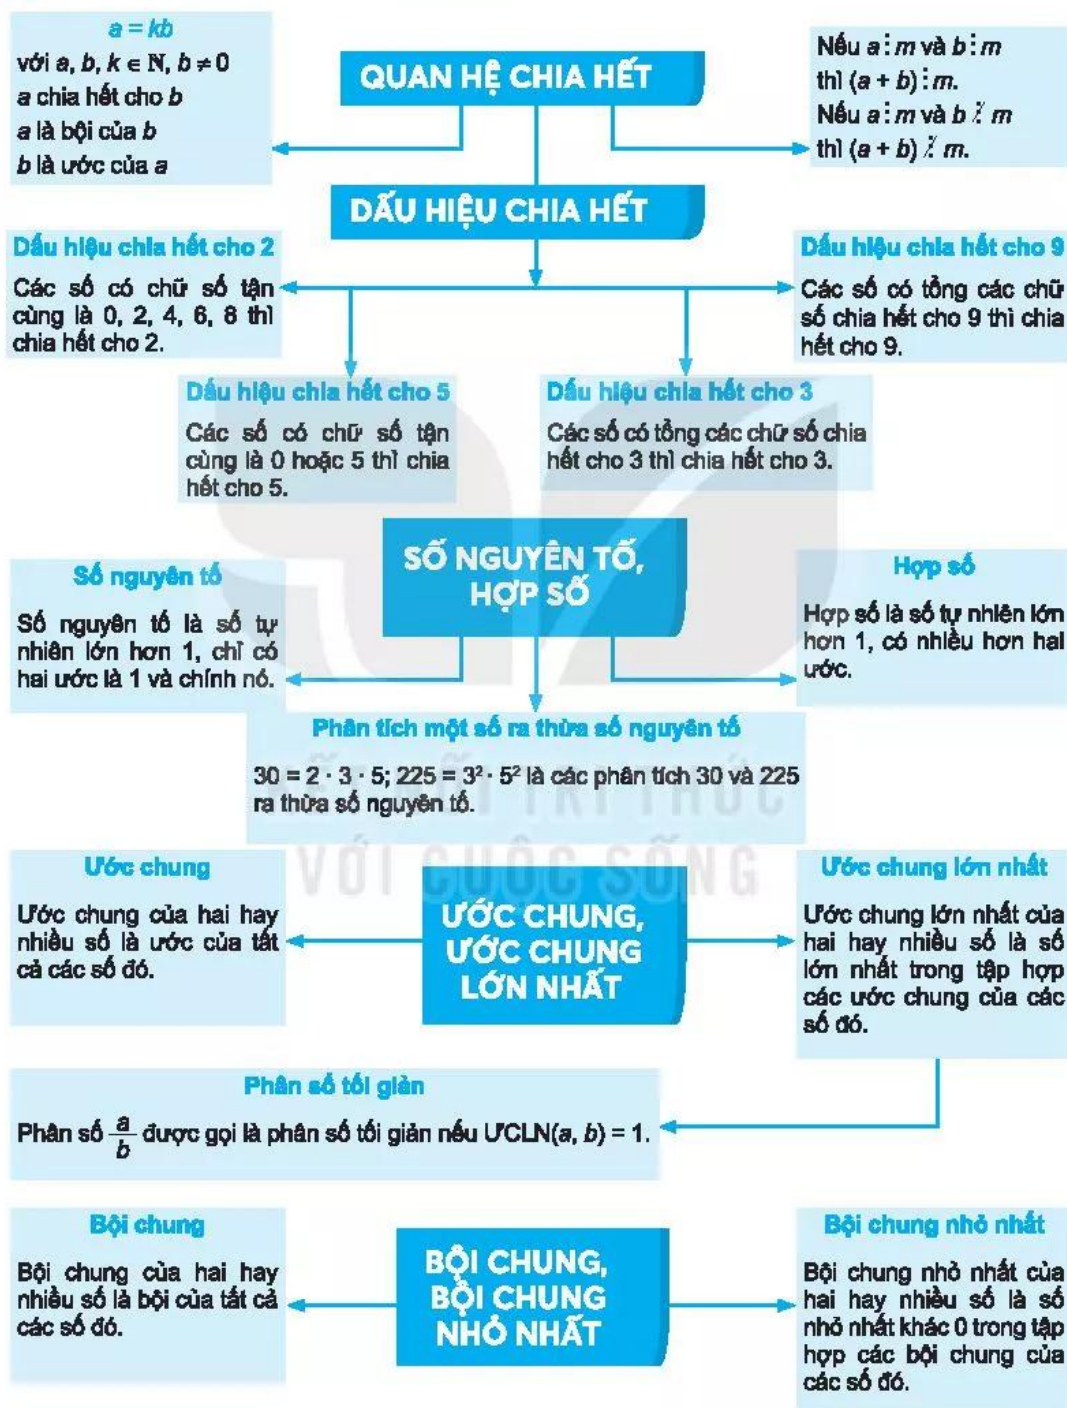 a = kb
với a, b, k ∈ N, b ≠ 0
a chia hết cho b
a là bội của b
b là ước của a
QUAN HỆ CHIA HẾT
Nếu a ⋮ m và b ⋮ m
thì (a + b) ⋮ m.
Nếu a ⋮ m và b ⋮̸ m
thì (a + b) ⋮̸ m.
DẤU HIỆU CHIA HẾT
Dấu hiệu chia hết cho 2
Các số có chữ số tận
cùng là 0, 2, 4, 6, 8 thì
chia hết cho 2.
Dấu hiệu chia hết cho 9
Các số có tổng các chữ
số chia hết cho 9 thì chia
hết cho 9.
Dấu hiệu chia hết cho 5
Các số có chữ số tận
cùng là 0 hoặc 5 thì chia
hết cho 5.
Dấu hiệu chia hết cho 3
Các số có tổng các chữ số chia
hết cho 3 thì chia hết cho 3.
SỐ NGUYÊN TỐ,
HỢP SỐ
Số nguyên tố
Số nguyên tố là số tự
nhiên lớn hơn 1, chỉ có
hai ước là 1 và chính nó.
Hợp số
Hợp số là số tự nhiên lớn
hơn 1, có nhiều hơn hai
ước.
Phân tích một số ra thừa số nguyên tố
30 = 2 · 3 · 5; 225 = 3² · 5² là các phân tích 30 và 225
ra thừa số nguyên tố.
KẾT NỐI TRI THỨC
VỚI CUỘC SỐNG
Ước chung
Ước chung của hai hay
nhiều số là ước của tất
cả các số đó.
ƯỚC CHUNG,
ƯỚC CHUNG
LỚN NHẤT
Ước chung lớn nhất
Ước chung lớn nhất của
hai hay nhiều số là số
lớn nhất trong tập hợp
các ước chung của các
số đó.
Phân số tối giản
Phân số a/b được gọi là phân số tối giản nếu ƯCLN(a, b) = 1.
Bội chung
Bội chung của hai hay
nhiều số là bội của tất cả
các số đó.
BỘI CHUNG,
BỘI CHUNG
NHỎ NHẤT
Bội chung nhỏ nhất
Bội chung nhỏ nhất của
hai hay nhiều số là số
nhỏ nhất khác 0 trong tập
hợp các bội chung của
các số đó.